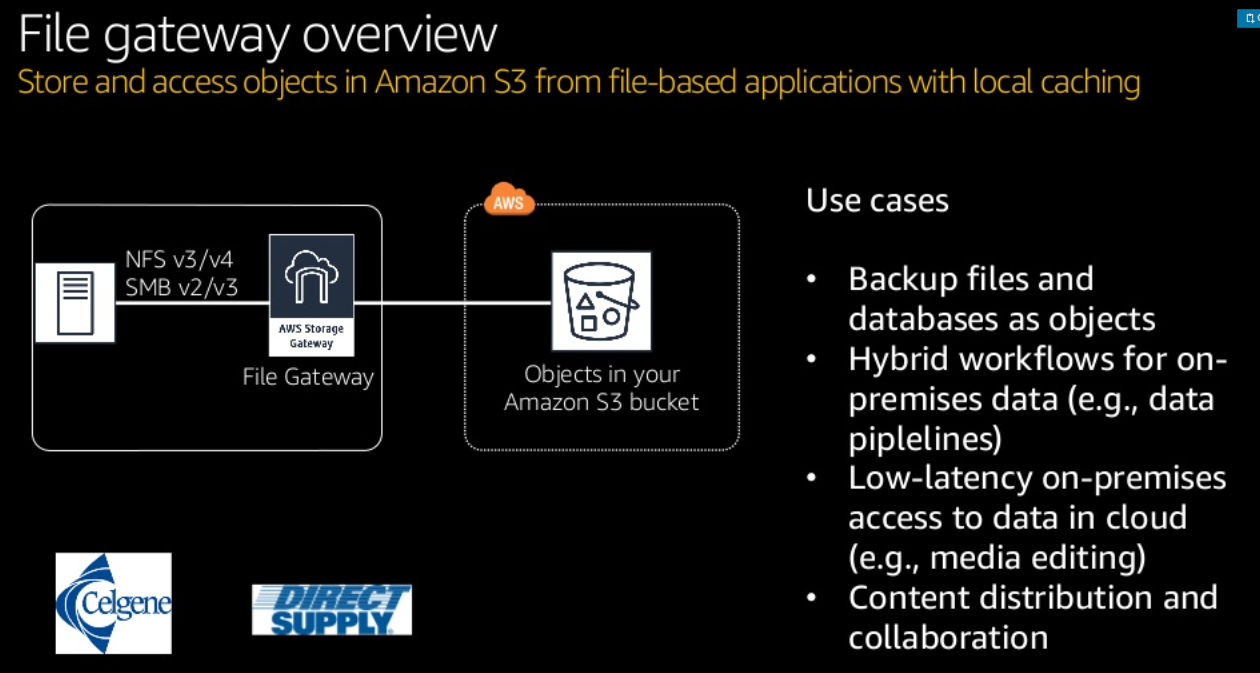 File gateway overview
Store and access objects in Amazon S3 from file-based applications with local caching
AWS
NFS v3/v4
SMB v2/v3
AWS Storage
Gateway
File Gateway
Objects in your
Amazon S3 bucket
Use cases
• Backup files and
databases as objects
• Hybrid workflows for on-
premises data (e.g., data
piplelines)
• Low-latency on-premises
access to data in cloud
(e.g., media editing)
• Content distribution and
collaboration
Celgene
DIRECT
SUPPLY